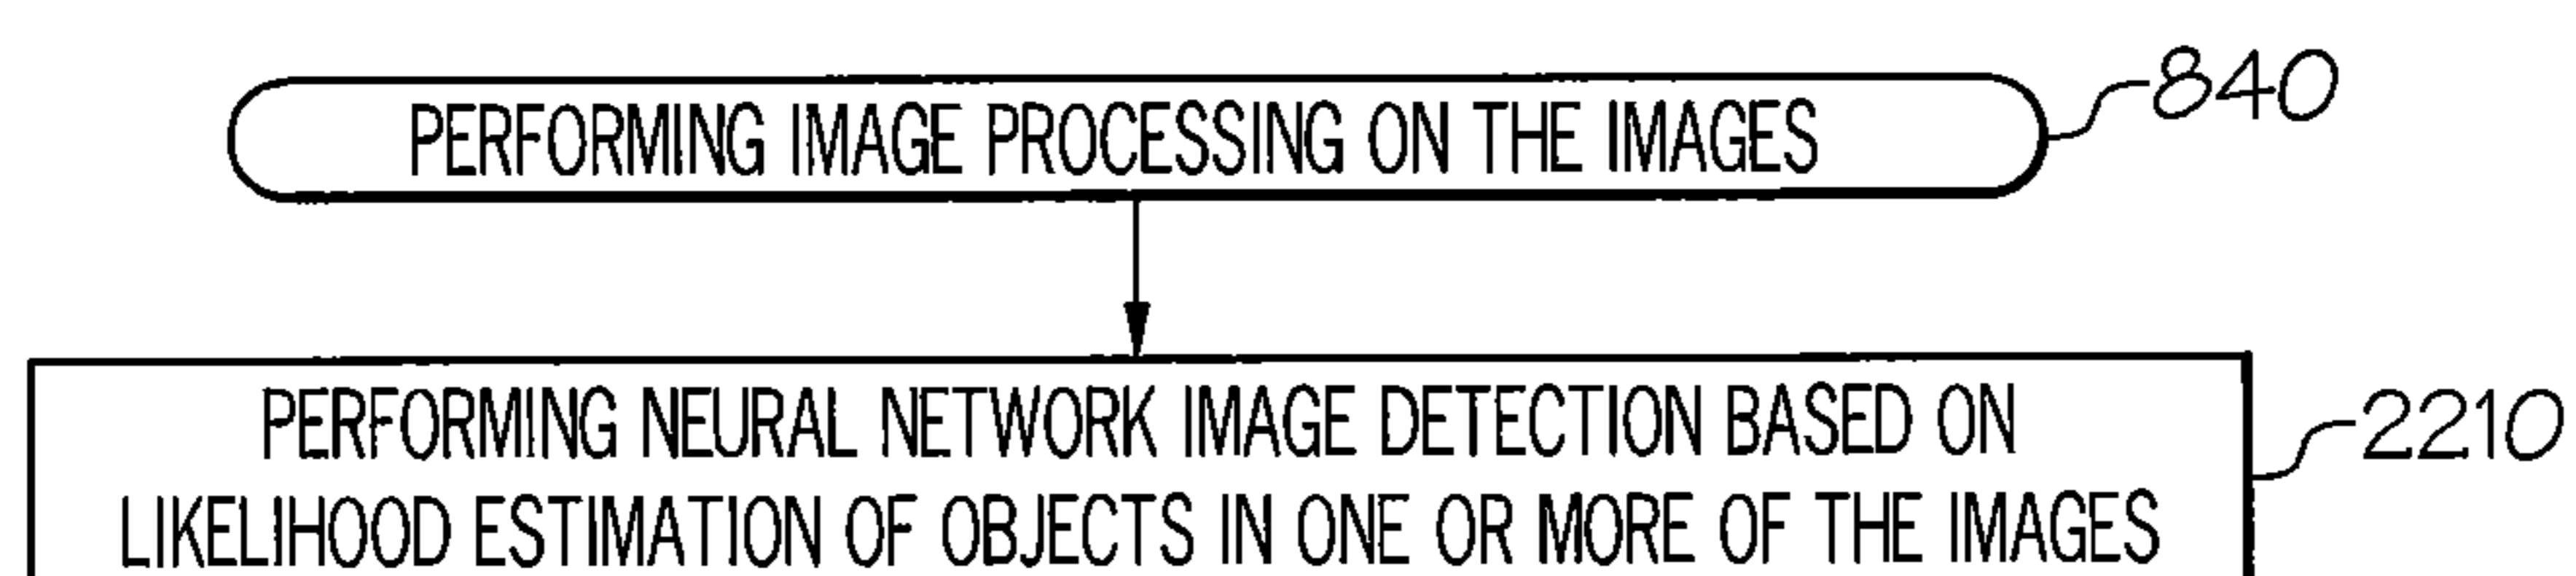 PERFORMING IMAGE PROCESSING ON THE IMAGES
840
PERFORMING NEURAL NETWORK IMAGE DETECTION BASED ON
LIKELIHOOD ESTIMATION OF OBJECTS IN ONE OR MORE OF THE IMAGES
2210